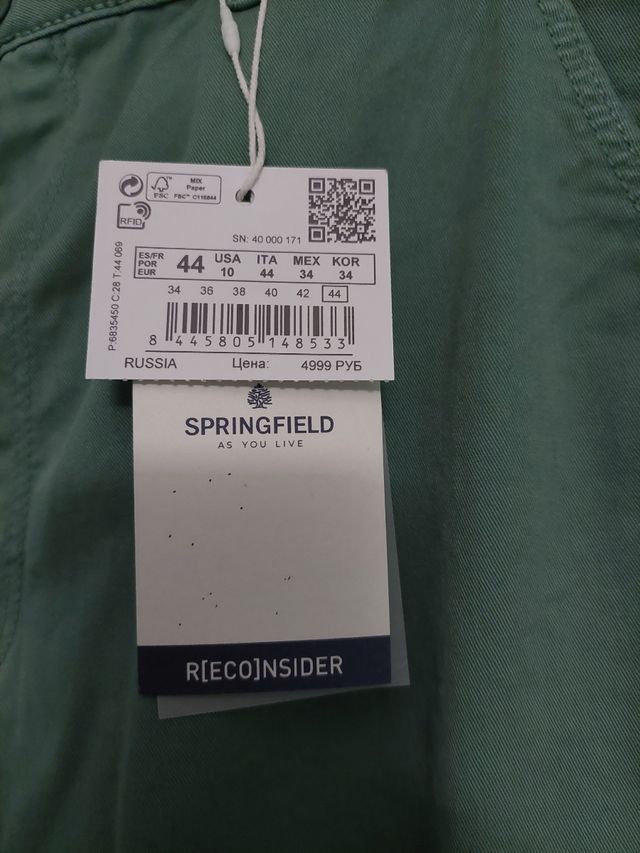 MIX
Paper
FSC™ C118844
FSC
RFID
SN: 40 000 171
ES/FR
POR
EUR
44
USA
10
ITA
44
MEX
34
KOR
34
34 36 38 40 42 44
8 445805 148533
RUSSIA Цена: 4999 РУБ
P:6835450 C:28 T:44 069
SPRINGFIELD
AS YOU LIVE
R[ECO]NSIDER